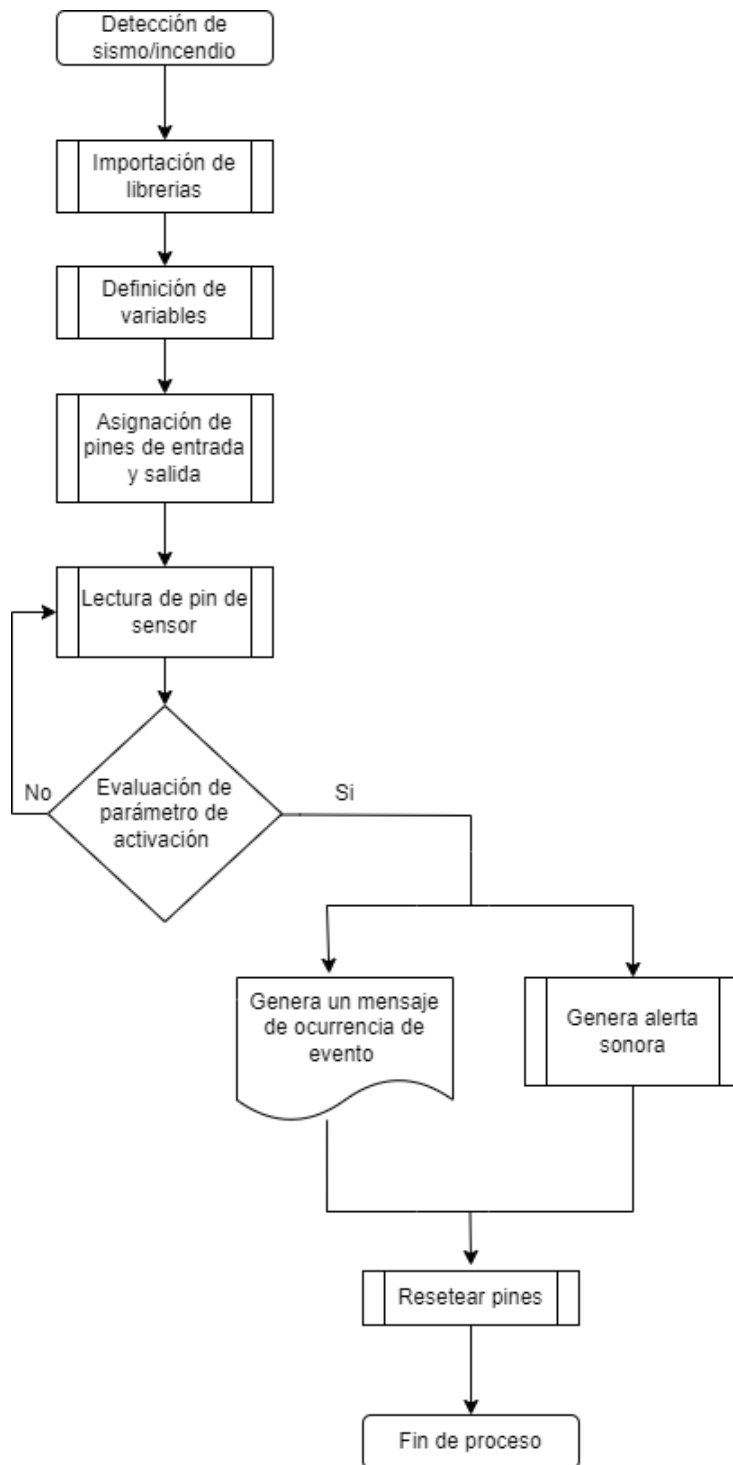 Detección de
sismo/incendio
Importación de
librerias
Definición de
variables
Asignación de
pines de entrada
y salida
Lectura de pin de
sensor
No
Evaluación de
parámetro de
activación
Si
Genera un mensaje
de ocurrencia de
evento
Genera alerta
sonora
Resetear pines
Fin de proceso